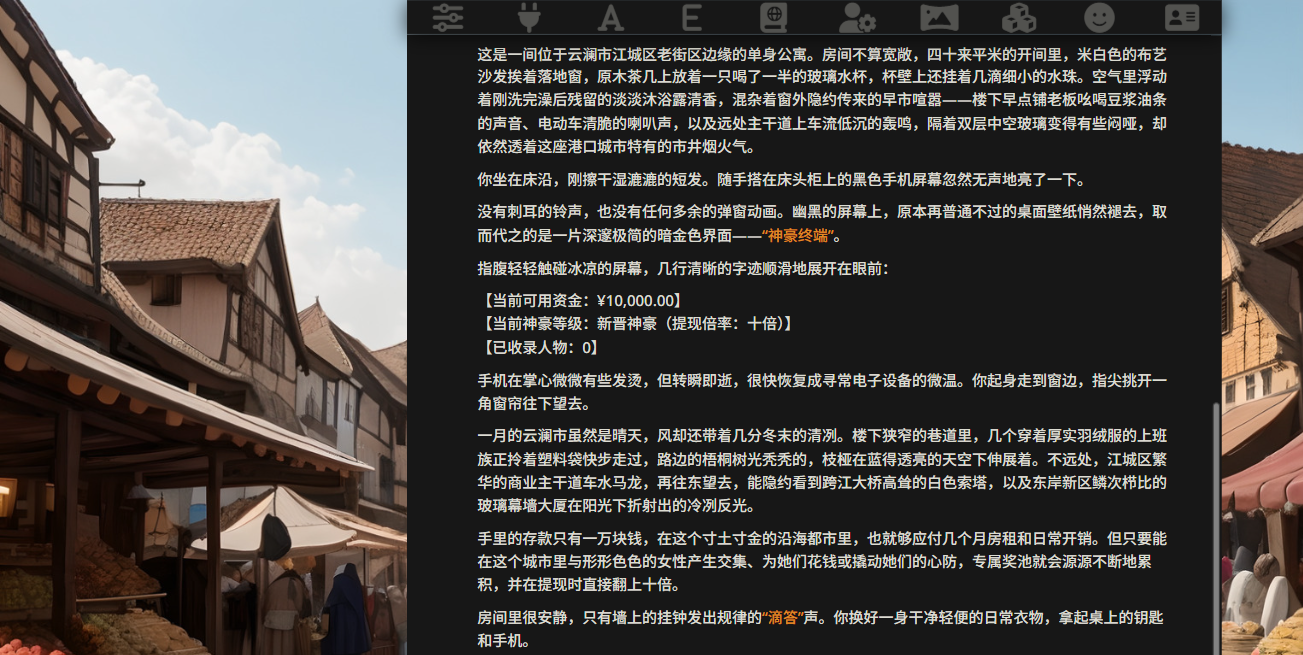 这是一间位于云澜市江城区老街区边缘的单身公寓。房间不算宽敞，四十来平米的开间里，米白色的布艺
沙发挨着落地窗，原木茶几上放着一只喝了一半的玻璃水杯，杯壁上还挂着几滴细小的水珠。空气里浮动
着刚洗完澡后残留的淡淡沐浴露清香，混杂着窗外隐约传来的早市喧嚣——楼下早点铺老板吆喝豆浆油条
的声音、电动车清脆的喇叭声，以及远处主干道上车流低沉的轰鸣，隔着双层中空玻璃变得有些闷哑，却
依然透着这座港口城市特有的市井烟火气。
你坐在床沿，刚擦干湿漉漉的短发。随手搭在床头柜上的黑色手机屏幕忽然无声地亮了一下。
没有刺耳的铃声，也没有任何多余的弹窗动画。幽黑的屏幕上，原本再普通不过的桌面壁纸悄然褪去，取
而代之的是一片深邃极简的暗金色界面——“神豪终端”。
指腹轻轻触碰冰凉的屏幕，几行清晰的字迹顺滑地展开在眼前：
【当前可用资金：¥10,000.00】
【当前神豪等级：新晋神豪（提现倍率：十倍）】
【已收录人物：0】
手机在掌心微微有些发烫，但转瞬即逝，很快恢复成寻常电子设备的微温。你起身走到窗边，指尖挑开一
角窗帘往下望去。
一月的云澜市虽然是晴天，风却还带着几分冬末的清冽。楼下狭窄的巷道里，几个穿着厚实羽绒服的上班
族正拎着塑料袋快步走过，路边的梧桐树光秃秃的，枝桠在蓝得透亮的天空下伸展着。不远处，江城区繁
华的商业主干道车水马龙，再往东望去，能隐约看到跨江大桥高耸的白色索塔，以及东岸新区鳞次栉比的
玻璃幕墙大厦在阳光下折射出的冷冽反光。
手里的存款只有一万块钱，在这个寸土寸金的沿海都市里，也就够应付几个月房租和日常开销。但只要能
在这个城市里与形形色色的女性产生交集、为她们花钱或撬动她们的心防，专属奖池就会源源不断地累
积，并在提现时直接翻上十倍。
房间里很安静，只有墙上的挂钟发出规律的“滴答”声。你换好一身干净轻便的日常衣物，拿起桌上的钥匙
和手机。